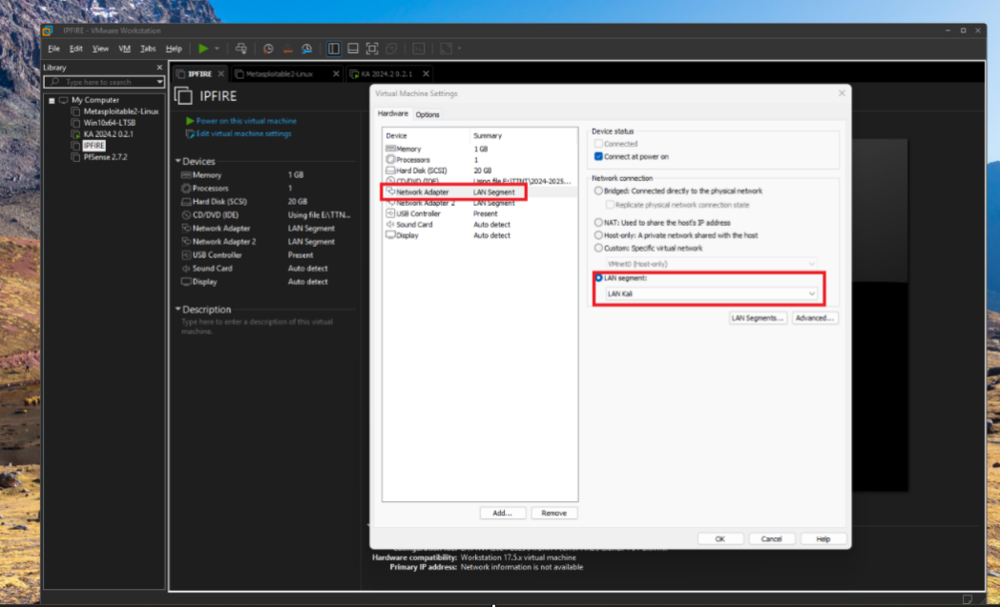 IPFIRE - VMware Workstation
File Edit View VM Tabs Help
Library
Type here to search
My Computer
Metasploitable2-Linux
Win10x64-LTSB
KA 2024.2 0.2.1
IPFIRE
PfSense 2.7.2
IPFIRE Metasploitable2-Linux KA 2024.2 0.2.1
IPFIRE
Power on this virtual machine
Edit virtual machine settings
Devices
Memory 1 GB
Processors 1
Hard Disk (SCSI) 20 GB
CD/DVD (IDE) Using file E:\TTN...
Network Adapter LAN Segment
Network Adapter 2 LAN Segment
USB Controller Present
Sound Card Auto detect
Display Auto detect
Description
Type here to enter a description of this virtual
machine.
Virtual Machine Settings
Hardware Options
Device Summary
Memory 1 GB
Processors 1
Hard Disk (SCSI) 20 GB
CD/DVD (IDE) Using file E:\TTNT\2024-2025...
Network Adapter LAN Segment
Network Adapter 2 LAN Segment
USB Controller Present
Sound Card Auto detect
Display Auto detect
Add... Remove
Device status
Connected
Connect at power on
Network connection
Bridged: Connected directly to the physical network
Replicate physical network connection state
NAT: Used to share the host's IP address
Host-only: A private network shared with the host
Custom: Specific virtual network
VMnet0 (Host-only)
LAN segment:
LAN Kali
LAN Segments... Advanced...
OK Cancel Help
Hardware compatibility: Workstation 17.5.x virtual machine
Primary IP address: Network information is not available